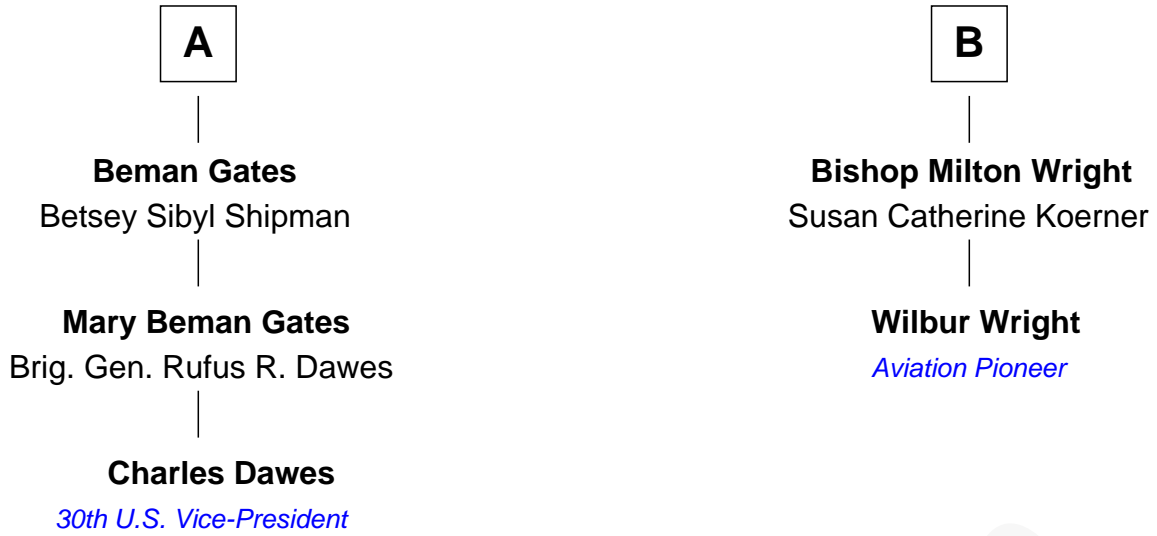 A
Beman Gates
Betsey Sibyl Shipman
Mary Beman Gates
Brig. Gen. Rufus R. Dawes
Charles Dawes
30th U.S. Vice-President
B
Bishop Milton Wright
Susan Catherine Koerner
Wilbur Wright
Aviation Pioneer